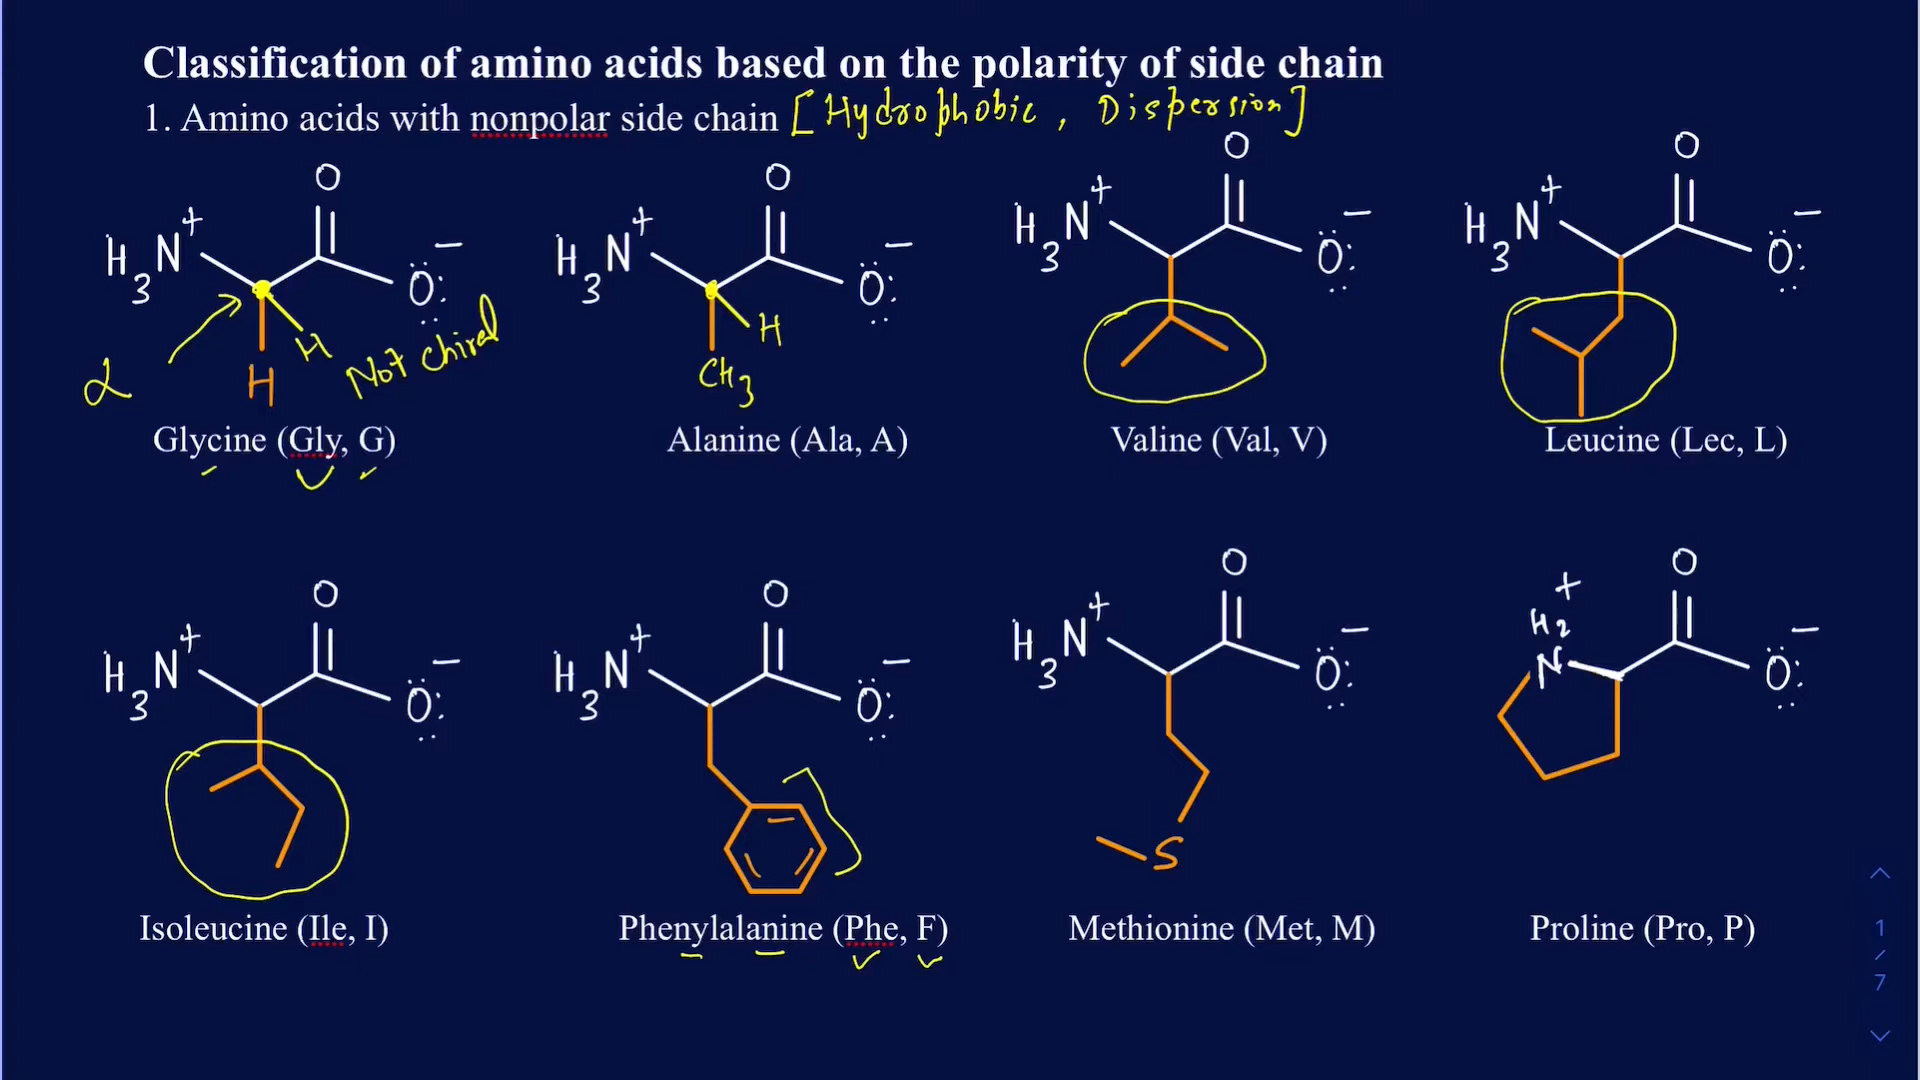 Classification of amino acids based on the polarity of side chain
1. Amino acids with nonpolar side chain [Hydrophobic, Dispersion]
O O O O
H3N+ O:− H3N+ O:− H3N+ O:− H3N+ O:−
α H H Not chiral H CH3
Glycine (Gly, G) Alanine (Ala, A) Valine (Val, V) Leucine (Lec, L)
O O O O
H3N+ O:− H3N+ O:− H3N+ O:− H2 + N O:−
S
Isoleucine (Ile, I) Phenylalanine (Phe, F) Methionine (Met, M) Proline (Pro, P)
1
/
7